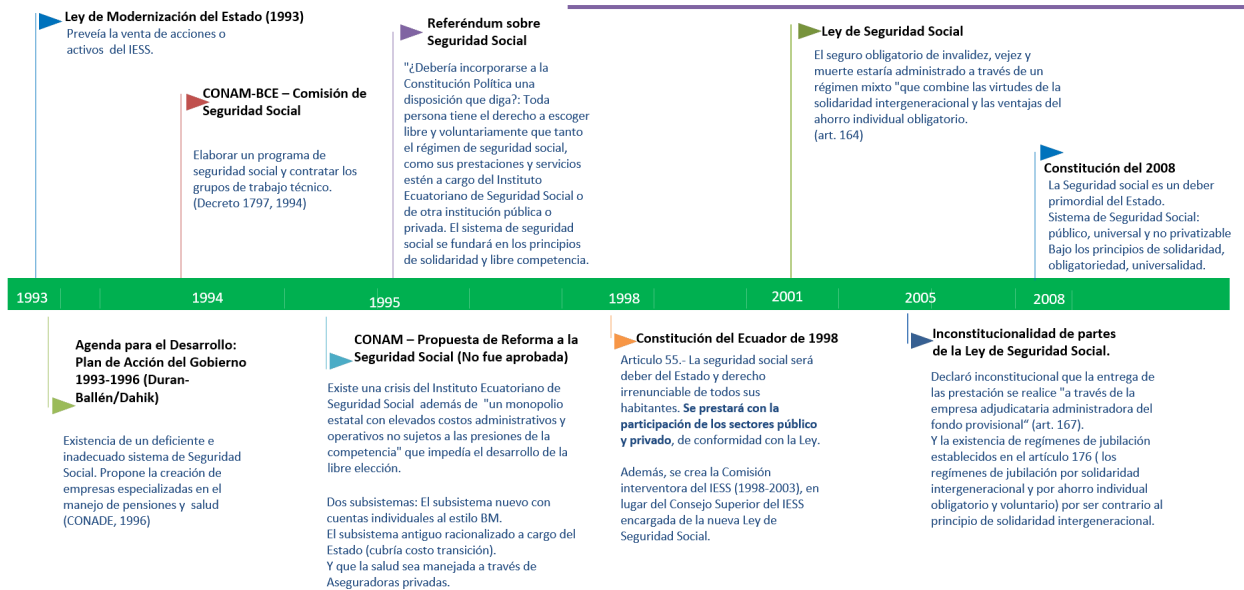 Ley de Modernización del Estado (1993)
Preveía la venta de acciones o
activos  del IESS.
CONAM-BCE – Comisión de
Seguridad Social
Elaborar un programa de
seguridad social y contratar los
grupos de trabajo técnico.
(Decreto 1797, 1994)
Referéndum sobre
Seguridad Social
"¿Debería incorporarse a la
Constitución Política una
disposición que diga?: Toda
persona tiene el derecho a escoger
libre y voluntariamente que tanto
el régimen de seguridad social,
como sus prestaciones y servicios
estén a cargo del Instituto
Ecuatoriano de Seguridad Social o
de otra institución pública o
privada. El sistema de seguridad
social se fundará en los principios
de solidaridad y libre competencia.
Ley de Seguridad Social
El seguro obligatorio de invalidez, vejez y
muerte estaría administrado a través de un
régimen mixto "que combine las virtudes de la
solidaridad intergeneracional y las ventajas del
ahorro individual obligatorio.
(art. 164)
Constitución del 2008
La Seguridad social es un deber
primordial del Estado.
Sistema de Seguridad Social:
público, universal y no privatizable
Bajo los principios de solidaridad,
obligatoriedad, universalidad.
1993
1994
1995
1998
2001
2005
2008
Agenda para el Desarrollo:
Plan de Acción del Gobierno
1993-1996 (Duran-
Ballén/Dahik)
Existencia de un deficiente e
inadecuado sistema de Seguridad
Social. Propone la creación de
empresas especializadas en el
manejo de pensiones y  salud
(CONADE, 1996)
CONAM – Propuesta de Reforma a la
Seguridad Social (No fue aprobada)
Existe una crisis del Instituto Ecuatoriano de
Seguridad Social  además de  "un monopolio
estatal con elevados costos administrativos y
operativos no sujetos a las presiones de la
competencia" que impedía el desarrollo de la
libre elección.
Dos subsistemas: El subsistema nuevo con
cuentas individuales al estilo BM.
El subsistema antiguo racionalizado a cargo del
Estado (cubría costo transición).
Y que la salud sea manejada a través de
Aseguradoras privadas.
Constitución del Ecuador de 1998
Articulo 55.- La seguridad social será
deber del Estado y derecho
irrenunciable de todos sus
habitantes. Se prestará con la
participación de los sectores público
y privado, de conformidad con la Ley.
Además, se crea la Comisión
interventora del IESS (1998-2003), en
lugar del Consejo Superior del IESS
encargada de la nueva Ley de
Seguridad Social.
Inconstitucionalidad de partes
de la Ley de Seguridad Social.
Declaró inconstitucional que la entrega de
las prestación se realice "a través de la
empresa adjudicataria administradora del
fondo provisional“ (art. 167).
Y la existencia de regímenes de jubilación
establecidos en el artículo 176 ( los
regímenes de jubilación por solidaridad
intergeneracional y por ahorro individual
obligatorio y voluntario) por ser contrario al
principio de solidaridad intergeneracional.